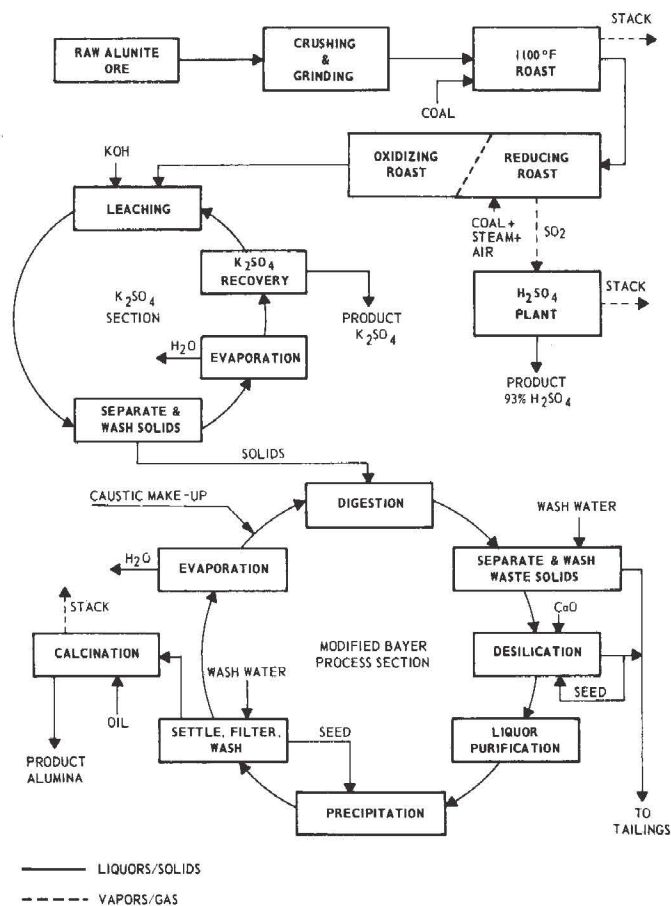 STACK
RAW ALUNITE
ORE
CRUSHING
&
GRINDING
1100°F
ROAST
COAL
KOH
OXIDIZING
ROAST
REDUCING
ROAST
LEACHING
COAL +
STEAM+
AIR
SO2
K2SO4
RECOVERY
K2SO4
SECTION
PRODUCT
K2SO4
H2SO4
PLANT
STACK
H2O
EVAPORATION
PRODUCT
93% H2SO4
SEPARATE &
WASH SOLIDS
SOLIDS
CAUSTIC MAKE-UP
DIGESTION
WASH WATER
H2O
EVAPORATION
SEPARATE & WASH
WASTE SOLIDS
STACK
CaO
CALCINATION
MODIFIED BAYER
PROCESS SECTION
DESILICATION
WASH WATER
SEED
OIL
SETTLE, FILTER,
WASH
SEED
LIQUOR
PURIFICATION
PRODUCT
ALUMINA
PRECIPITATION
TO
TAILINGS
LIQUORS/SOLIDS
VAPORS/GAS